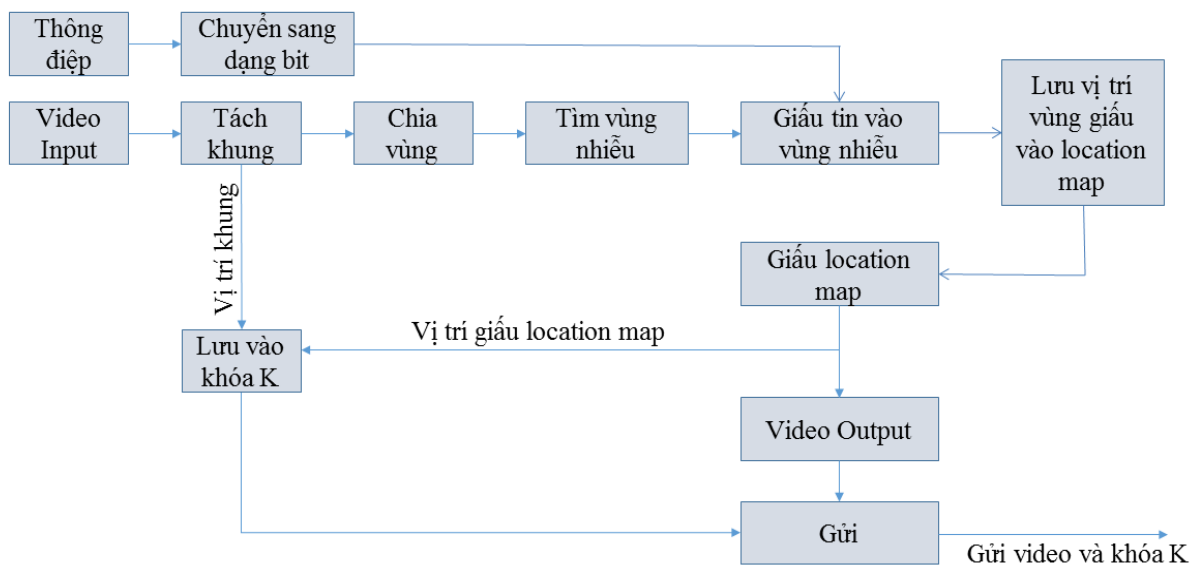 Thông
điệp
Chuyển sang
dạng bit
Video
Input
Tách
khung
Chia
vùng
Tìm vùng
nhiễu
Giấu tin vào
vùng nhiễu
Lưu vị trí
vùng giấu
vào location
map
Vị trí khung
Giấu location
map
Vị trí giấu location map
Lưu vào
khóa K
Video Output
Gửi
Gửi video và khóa K